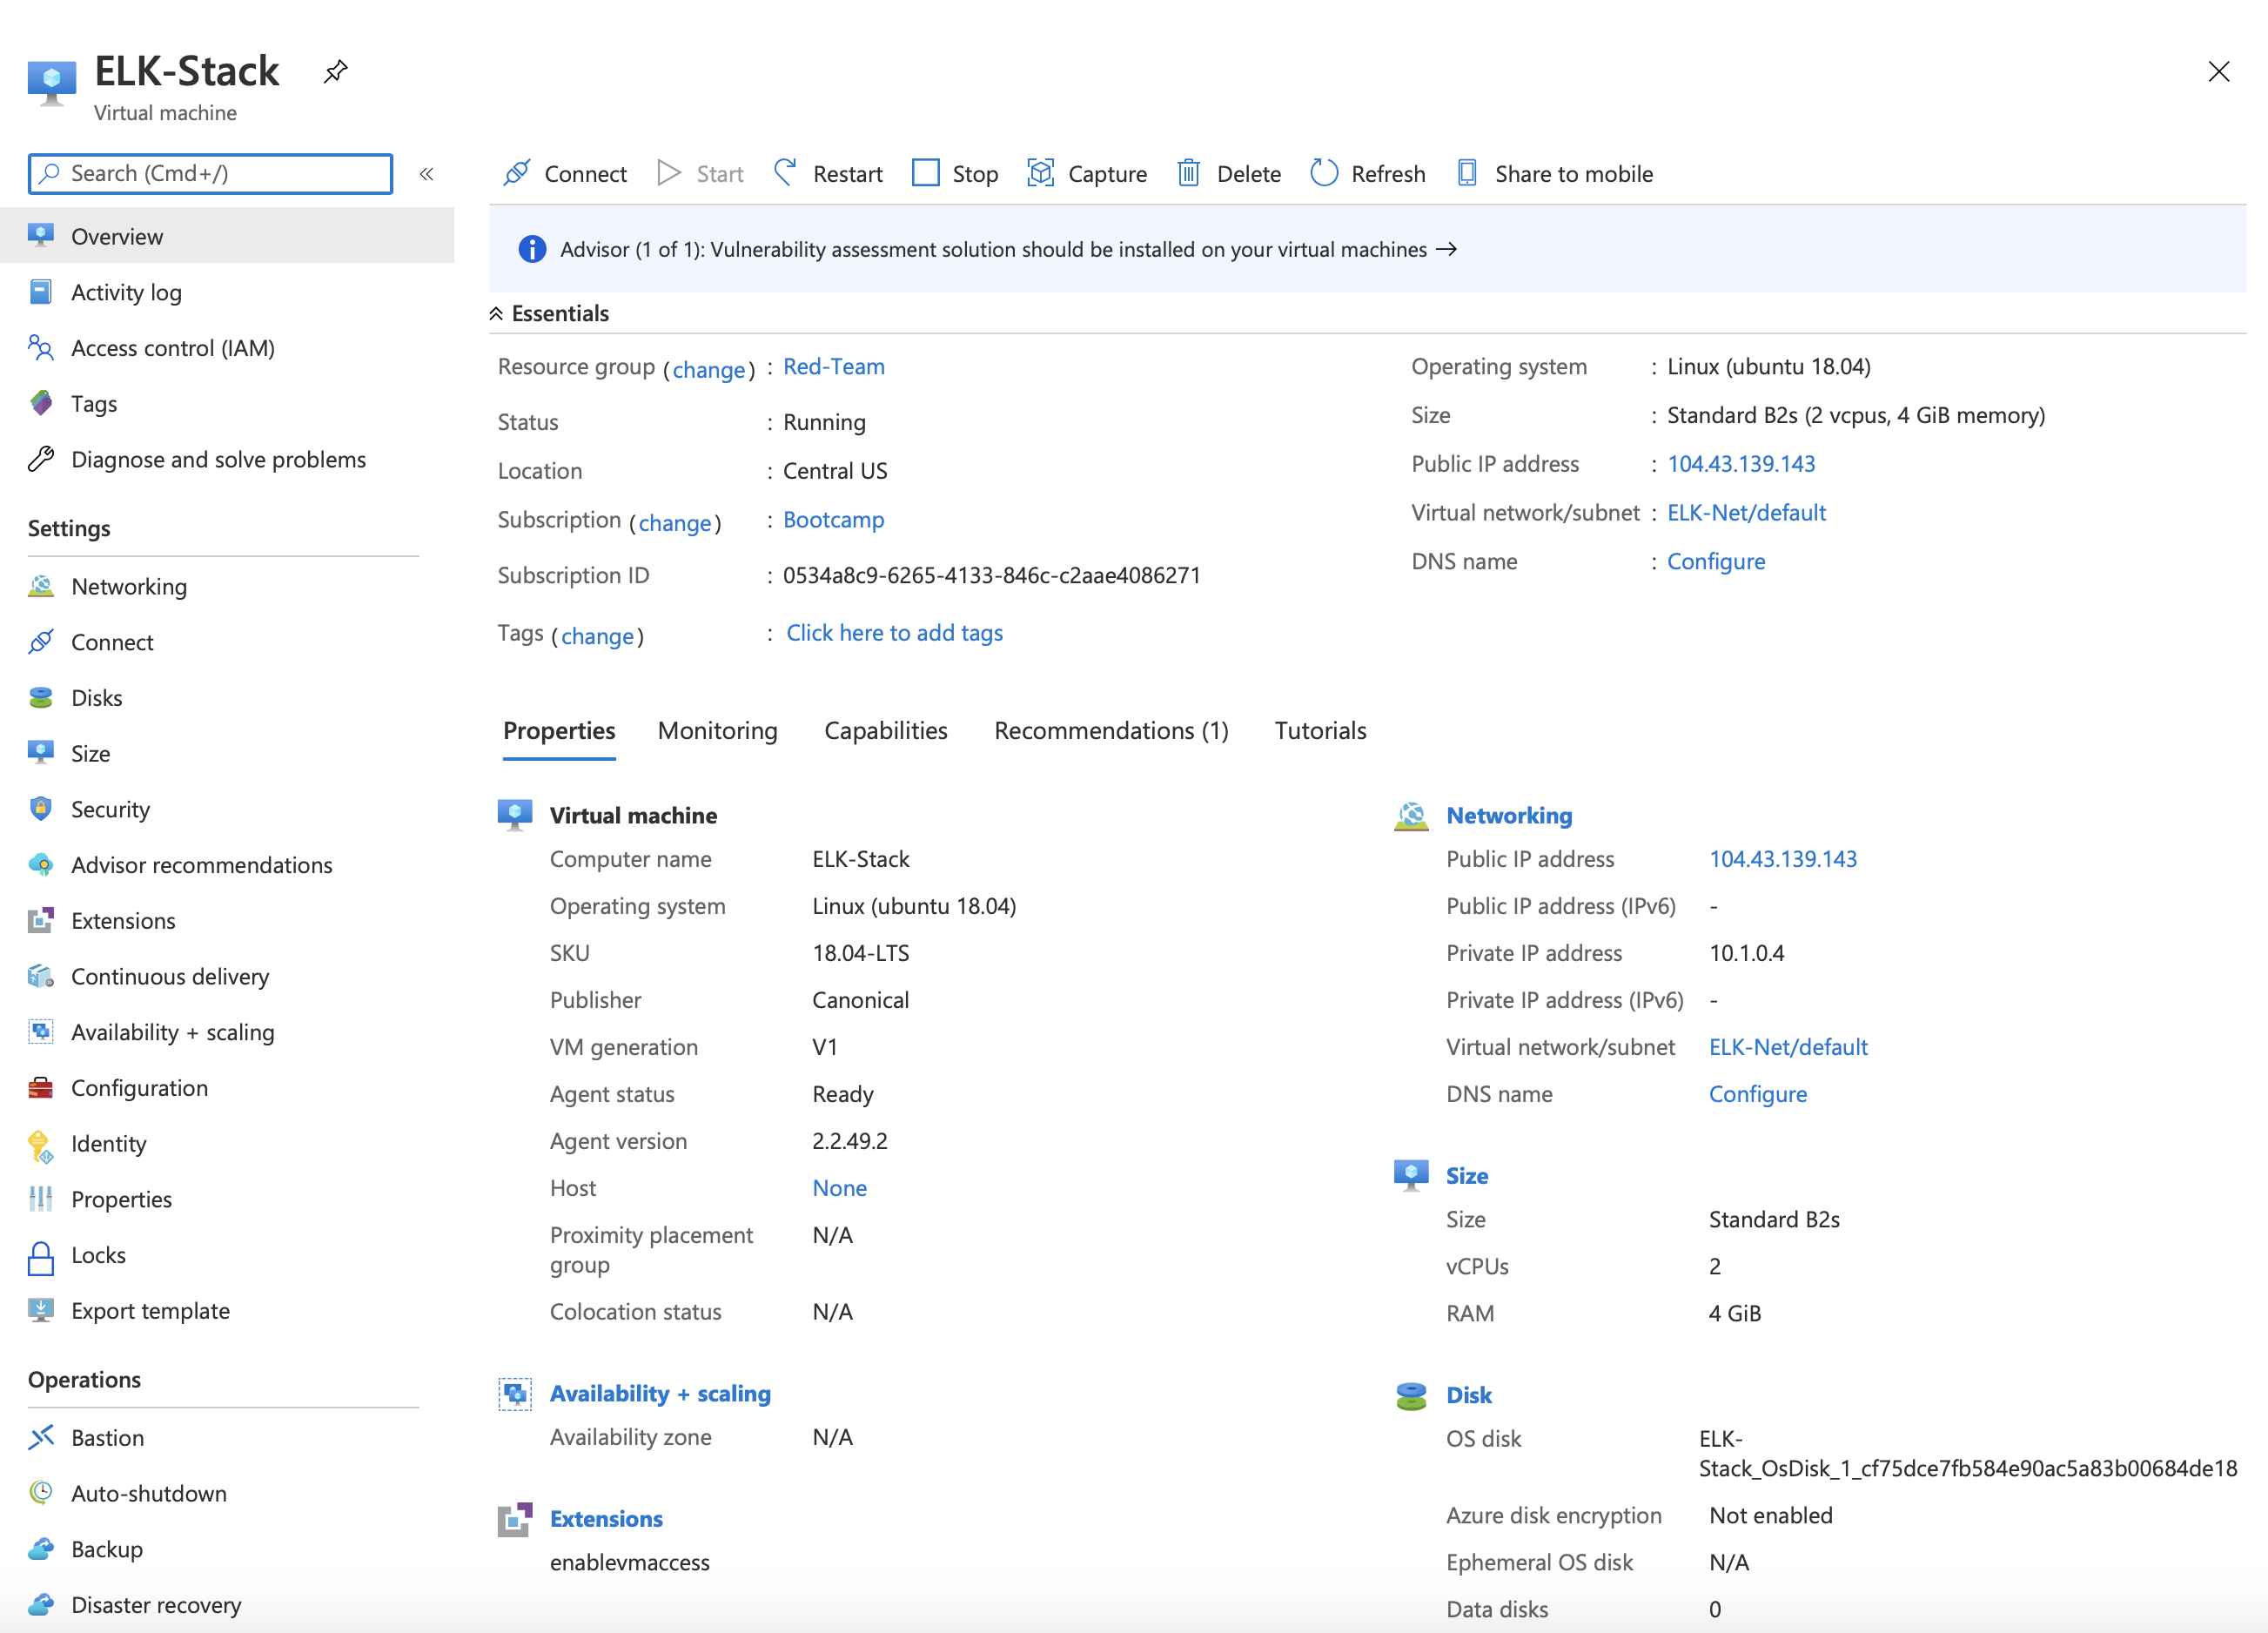 ELK-Stack
Virtual machine
Search (Cmd+/)
«
Connect Start Restart Stop Capture Delete Refresh Share to mobile
Overview
Activity log
Access control (IAM)
Tags
Diagnose and solve problems
Settings
Networking
Connect
Disks
Size
Security
Advisor recommendations
Extensions
Continuous delivery
Availability + scaling
Configuration
Identity
Properties
Locks
Export template
Operations
Bastion
Auto-shutdown
Backup
Disaster recovery
Advisor (1 of 1): Vulnerability assessment solution should be installed on your virtual machines →
Essentials
Resource group (change) : Red-Team
Status : Running
Location : Central US
Subscription (change) : Bootcamp
Subscription ID : 0534a8c9-6265-4133-846c-c2aae4086271
Tags (change) : Click here to add tags
Operating system : Linux (ubuntu 18.04)
Size : Standard B2s (2 vcpus, 4 GiB memory)
Public IP address : 104.43.139.143
Virtual network/subnet : ELK-Net/default
DNS name : Configure
Properties Monitoring Capabilities Recommendations (1) Tutorials
Virtual machine
Computer name ELK-Stack
Operating system Linux (ubuntu 18.04)
SKU 18.04-LTS
Publisher Canonical
VM generation V1
Agent status Ready
Agent version 2.2.49.2
Host None
Proximity placement N/A
group
Colocation status N/A
Availability + scaling
Availability zone N/A
Extensions
enablevmaccess
Networking
Public IP address 104.43.139.143
Public IP address (IPv6) -
Private IP address 10.1.0.4
Private IP address (IPv6) -
Virtual network/subnet ELK-Net/default
DNS name Configure
Size
Size Standard B2s
vCPUs 2
RAM 4 GiB
Disk
OS disk ELK-
Stack_OsDisk_1_cf75dce7fb584e90ac5a83b00684de18
Azure disk encryption Not enabled
Ephemeral OS disk N/A
Data disks 0